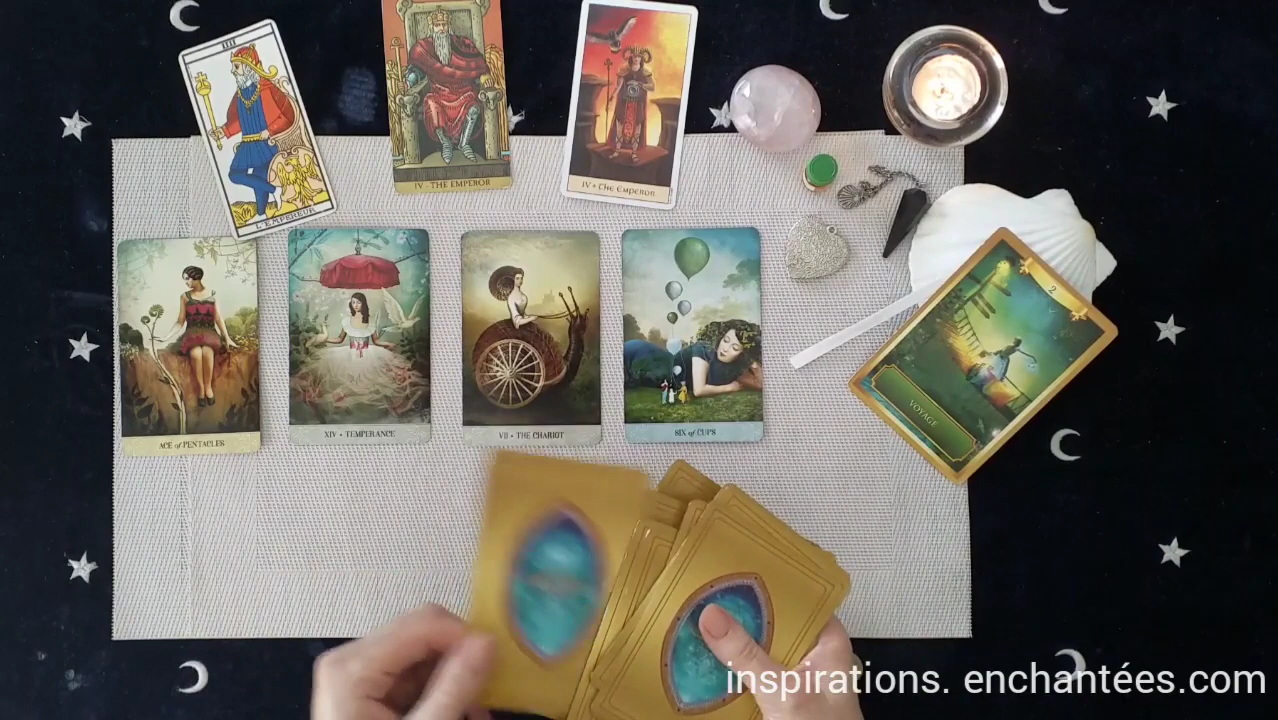 IIII
L'EMPEREUR
IV • THE EMPEROR
IV • THE EMPEROR
ACE of PENTACLES
XIV • TEMPERANCE
VII • THE CHARIOT
SIX of CUPS
2
VOYAGE
inspirations. enchantées.com